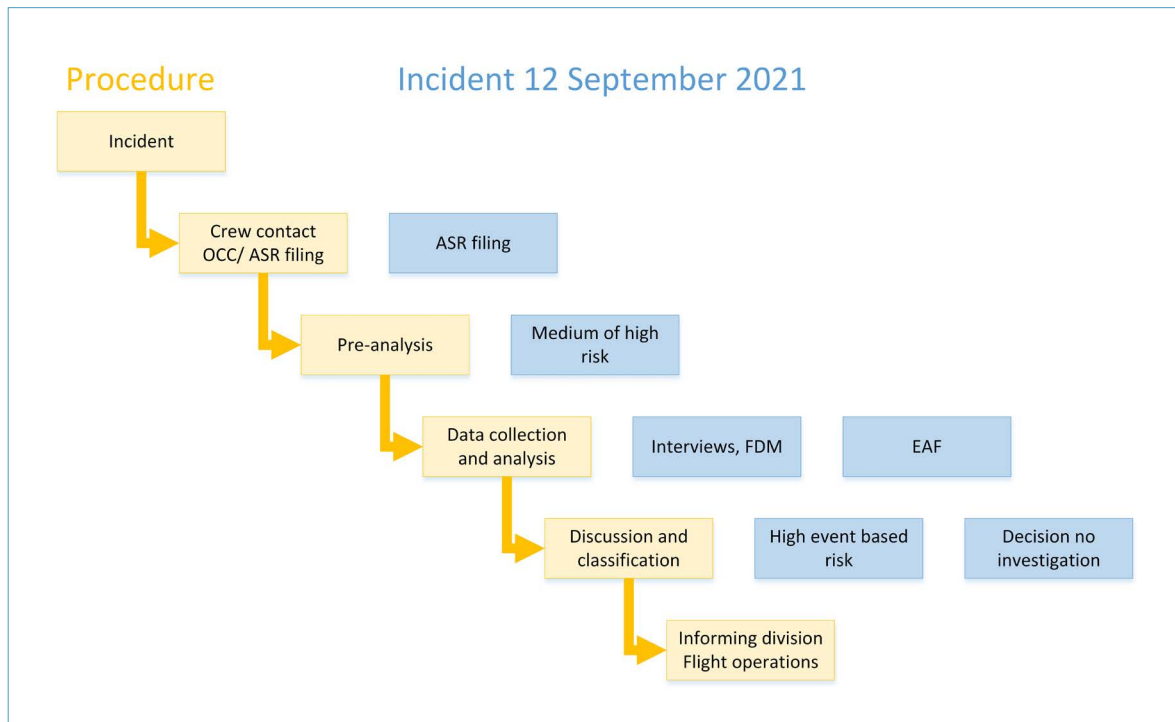 Procedure
Incident 12 September 2021
Incident
Crew contact
OCC/ ASR filing
ASR filing
Pre-analysis
Medium of high
risk
Data collection
and analysis
Interviews, FDM
EAF
Discussion and
classification
High event based
risk
Decision no
investigation
Informing division
Flight operations